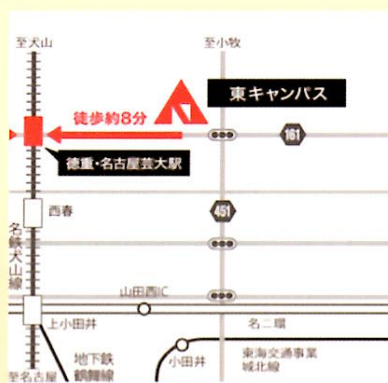 至犬山
至小牧
徒歩約8分
東キャンパス
161
徳重・名古屋芸大駅
西春
451
名鉄犬山線
山田西IC
上小田井
名二環
地下鉄
鶴舞線
小田井
東海交通事業
城北線
至名古屋